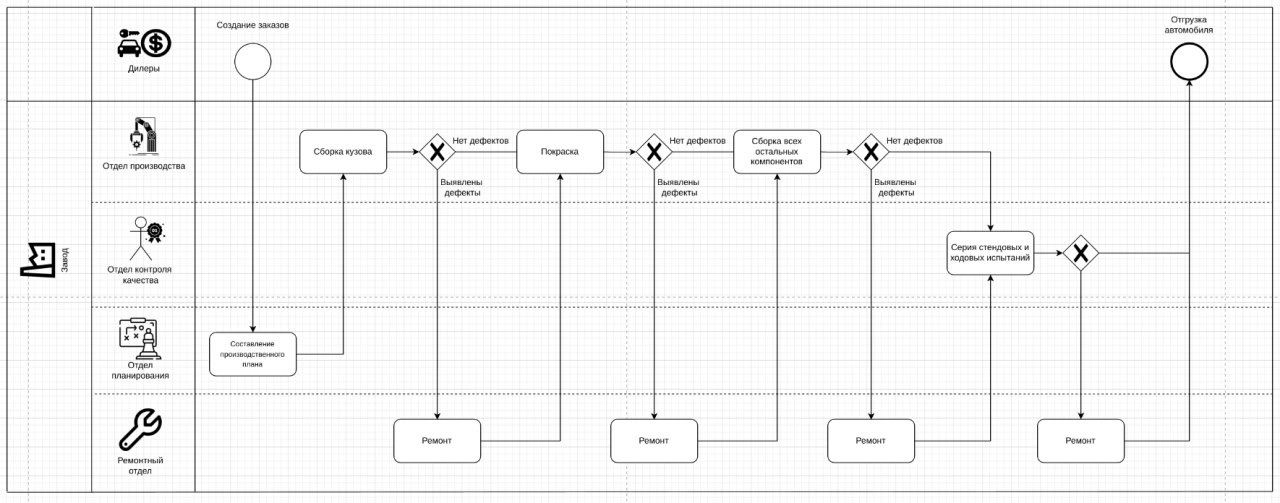 Создание заказов
Отгрузка
автомобиля
Дилеры
Завод
Отдел производства
Сборка кузова
Нет дефектов
Выявлены
дефекты
Покраска
Нет дефектов
Выявлены
дефекты
Сборка всех
остальных
компонентов
Нет дефектов
Выявлены
дефекты
Отдел контроля
качества
Серия стендовых и
ходовых испытаний
Отдел
планирования
Составление
производственного
плана
Ремонтный
отдел
Ремонт
Ремонт
Ремонт
Ремонт